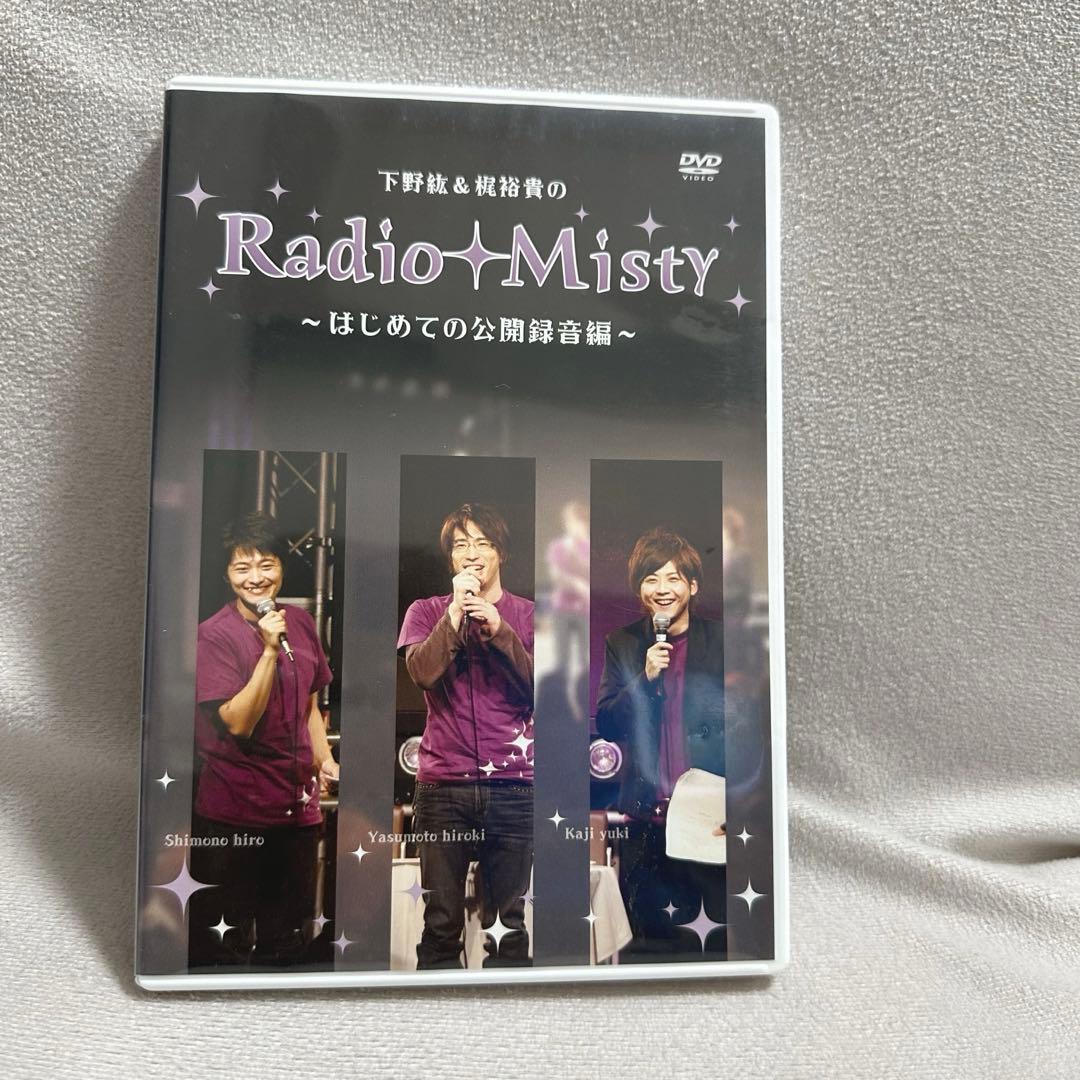 DVD
VIDEO
下野紘&梶裕貴の
Radio Misty
～はじめての公開録音編～
Shimono hiro
Yasumoto hiroki
Kaji yuki